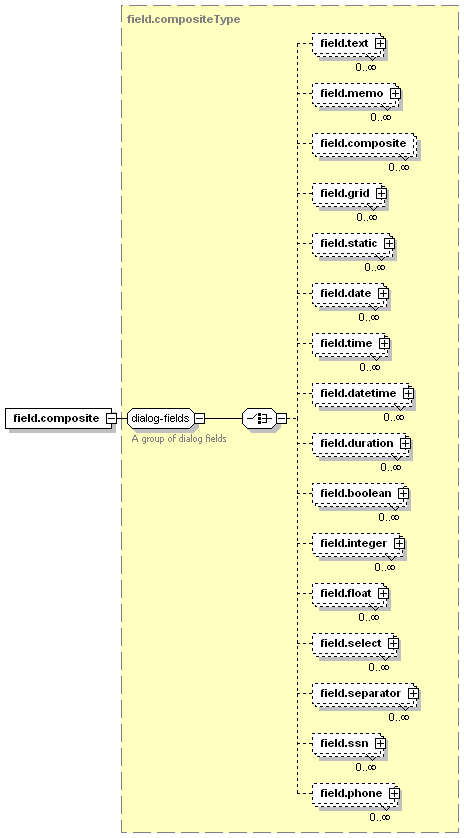 field.compositeType
field.text
0..∞
field.memo
0..∞
field.composite
0..∞
field.grid
0..∞
field.static
0..∞
field.date
0..∞
field.time
0..∞
field.datetime
0..∞
field.composite
dialog-fields
A group of dialog fields
field.duration
0..∞
field.boolean
0..∞
field.integer
0..∞
field.float
0..∞
field.select
0..∞
field.separator
0..∞
field.ssn
0..∞
field.phone
0..∞